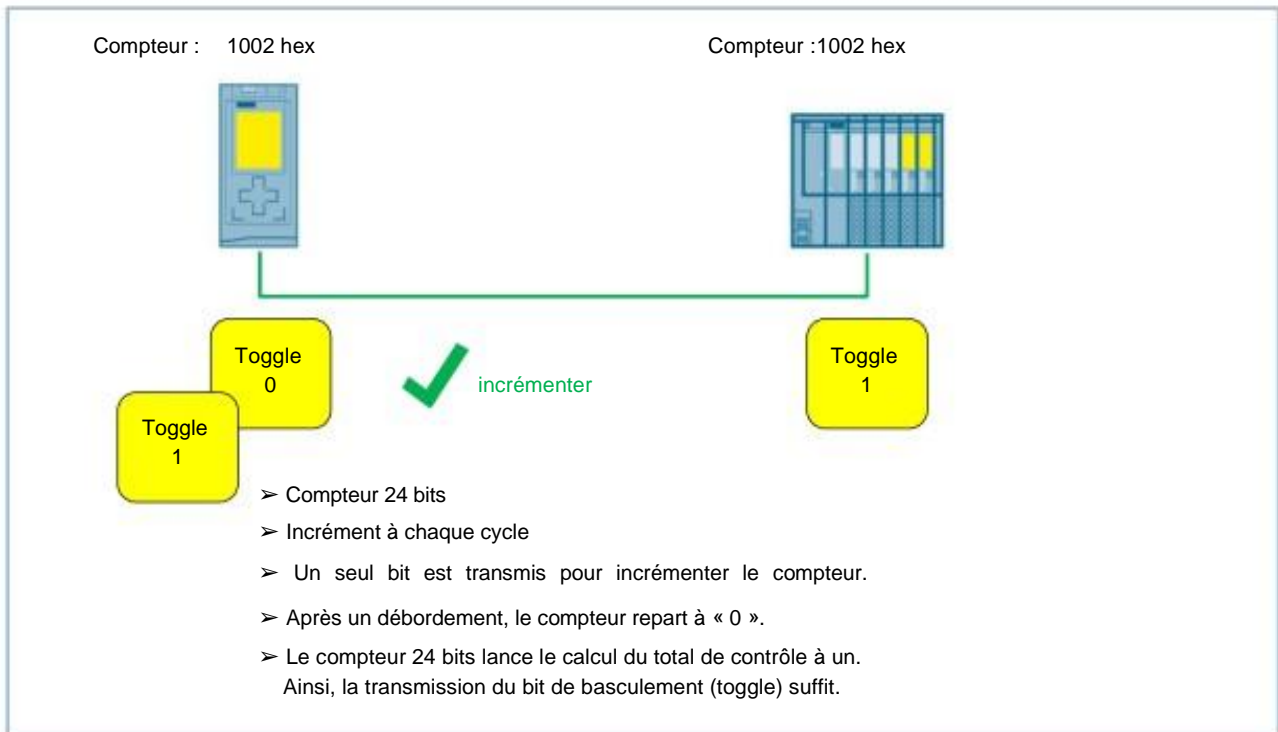 Compteur : 1002 hex
Compteur :1002 hex
Toggle
0
incrémenter
Toggle
1
Toggle
1
➢ Compteur 24 bits
➢ Incrément à chaque cycle
➢ Un seul bit est transmis pour incrémenter le compteur.
➢ Après un débordement, le compteur repart à « 0 ».
➢ Le compteur 24 bits lance le calcul du total de contrôle à un.
Ainsi, la transmission du bit de basculement (toggle) suffit.